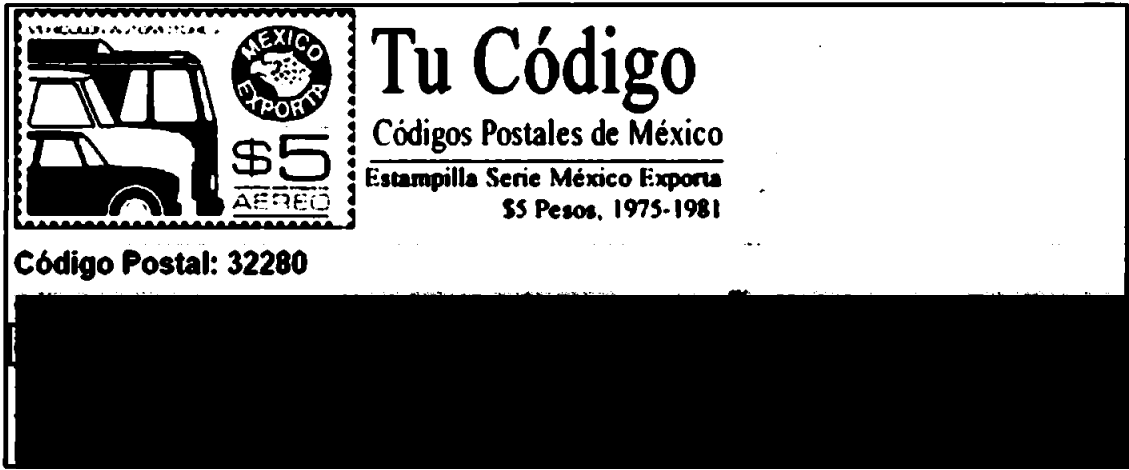 MEXICO
EXPORTA
$5
AEREO
Tu Código
Códigos Postales de México
Estampilla Serie México Exporta
$5 Pesos, 1975-1981
Código Postal: 32280